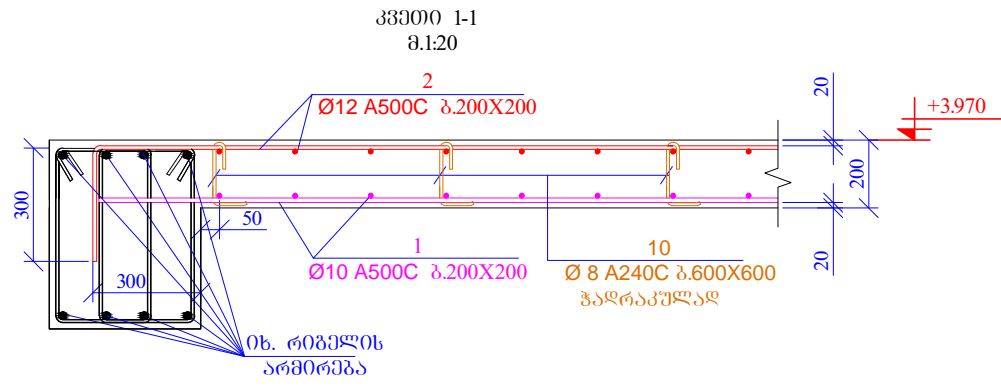 კვეთი 1-1
მ.1:20
2
Ø12 A500C ბ.200X200
20
+3.970
300
200
50
1
Ø10 A500C ბ.200X200
10
Ø 8 A240C ბ.600X600
ჭადრაკულად
20
300
იხ. რიგელის
არმირება